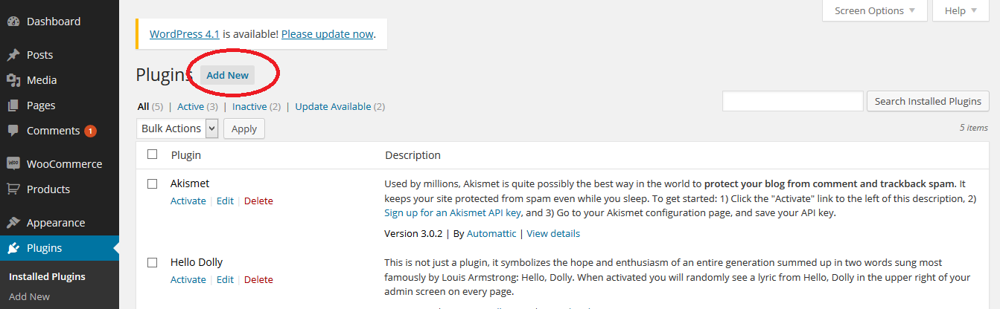 Dashboard
Posts
Media
Pages
Comments 1
WooCommerce
Products
Appearance
Plugins
Installed Plugins
Add New
Screen Options
Help
WordPress 4.1 is available! Please update now.
Plugins Add New
All (5) | Active (3) | Inactive (2) | Update Available (2)
Search Installed Plugins
Bulk Actions Apply
5 items
Plugin Description
Akismet
Activate | Edit | Delete
Used by millions, Akismet is quite possibly the best way in the world to protect your blog from comment and trackback spam. It
keeps your site protected from spam even while you sleep. To get started: 1) Click the "Activate" link to the left of this description, 2)
Sign up for an Akismet API key, and 3) Go to your Akismet configuration page, and save your API key.
Version 3.0.2 | By Automattic | View details
Hello Dolly
Activate | Edit | Delete
This is not just a plugin, it symbolizes the hope and enthusiasm of an entire generation summed up in two words sung most
famously by Louis Armstrong: Hello, Dolly. When activated you will randomly see a lyric from Hello, Dolly in the upper right of your
admin screen on every page.